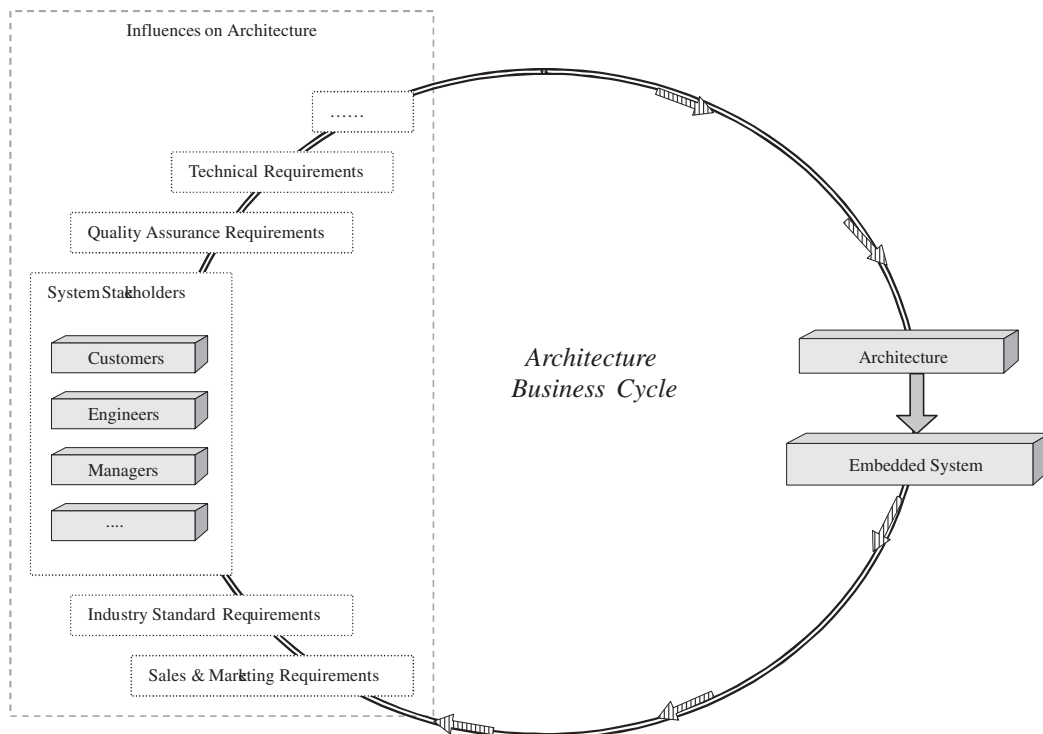 Influences on Architecture
......
Technical Requirements
Quality Assurance Requirements
System Stakeholders
Customers
Engineers
Managers
....
Industry Standard Requirements
Sales & Marketing Requirements
Architecture
Business Cycle
Architecture
Embedded System